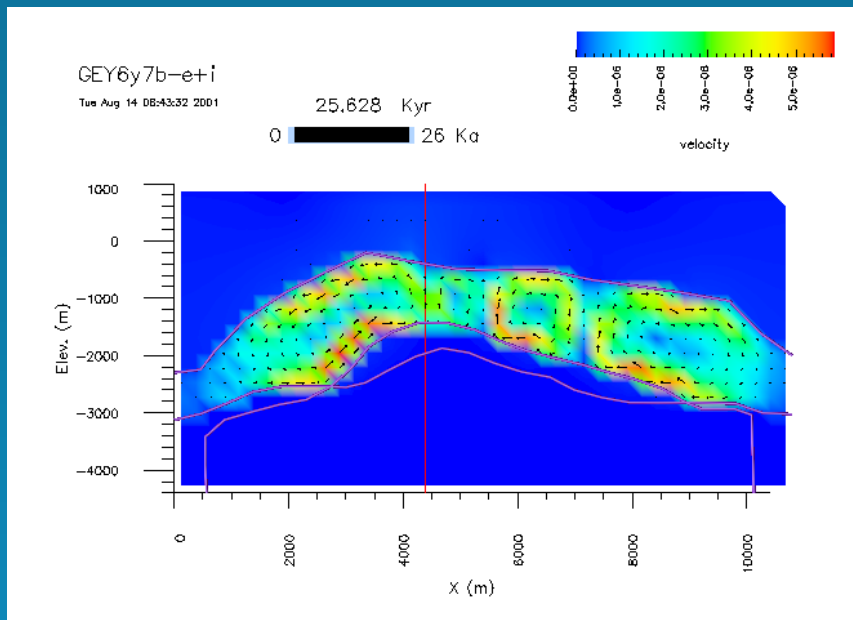 GEY6y7b-e+i
Tue Aug 14 08:43:32 2001
25.628 Kyr
0 26 Ka
0.0e+00 1.0e-06 2.0e-06 3.0e-06 4.0e-06 5.0e-06
velocity
1000
0
-1000
-2000
-3000
-4000
Elev. (m)
0 2000 4000 6000 8000 10000
X (m)